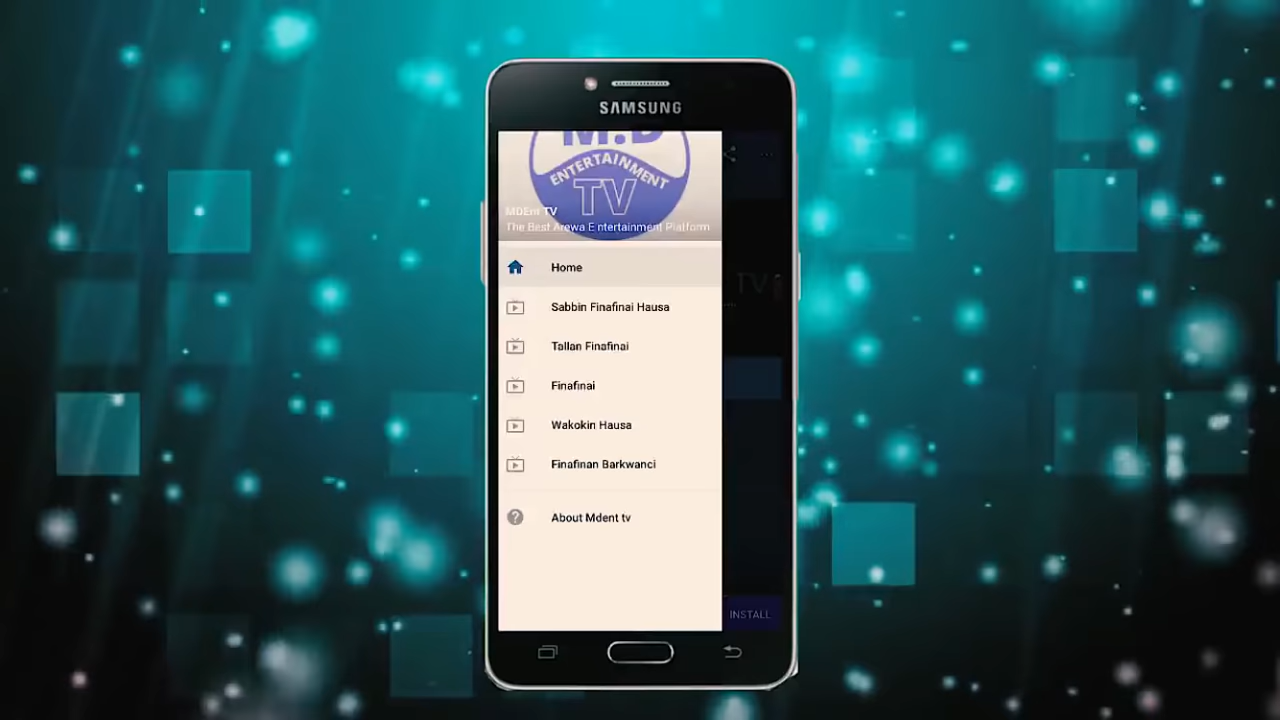 SAMSUNG
M.D
ENTERTAINMENT
TV
MDEnt TV
The Best Arewa Entertainment Platform
Home
Sabbin Finafinai Hausa
Tallan Finafinai
Finafinai
Wakokin Hausa
Finafinan Barkwanci
About Mdent tv
TV
INSTALL